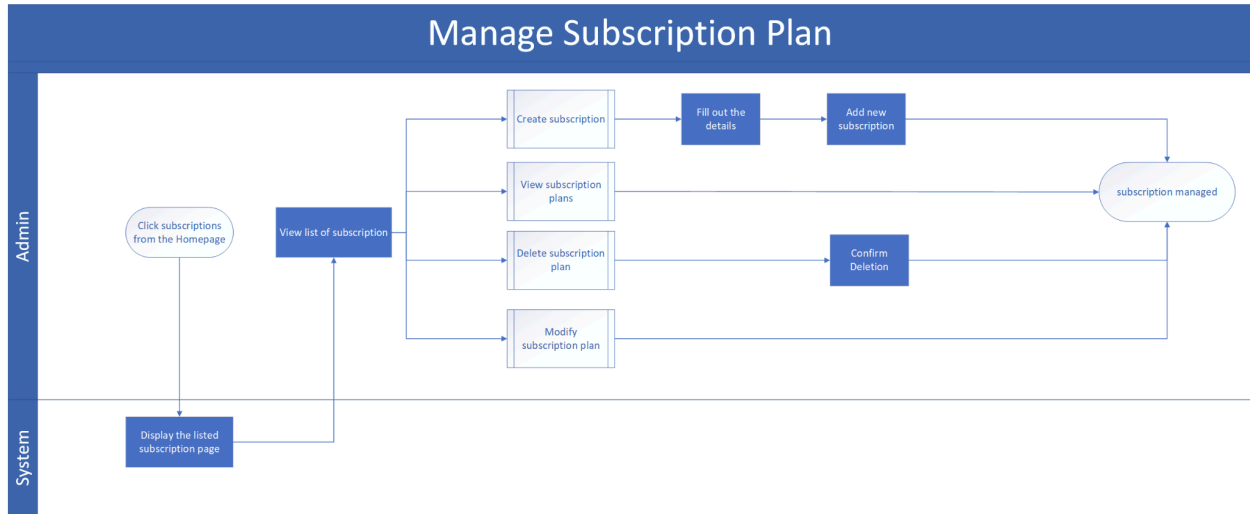 Manage Subscription Plan
Admin
Create subscription
Fill out the
details
Add new
subscription
View subscription
plans
subscription managed
Click subscriptions
from the Homepage
View list of subscription
Delete subscription
plan
Confirm
Deletion
Modify
subscription plan
System
Display the listed
subscription page